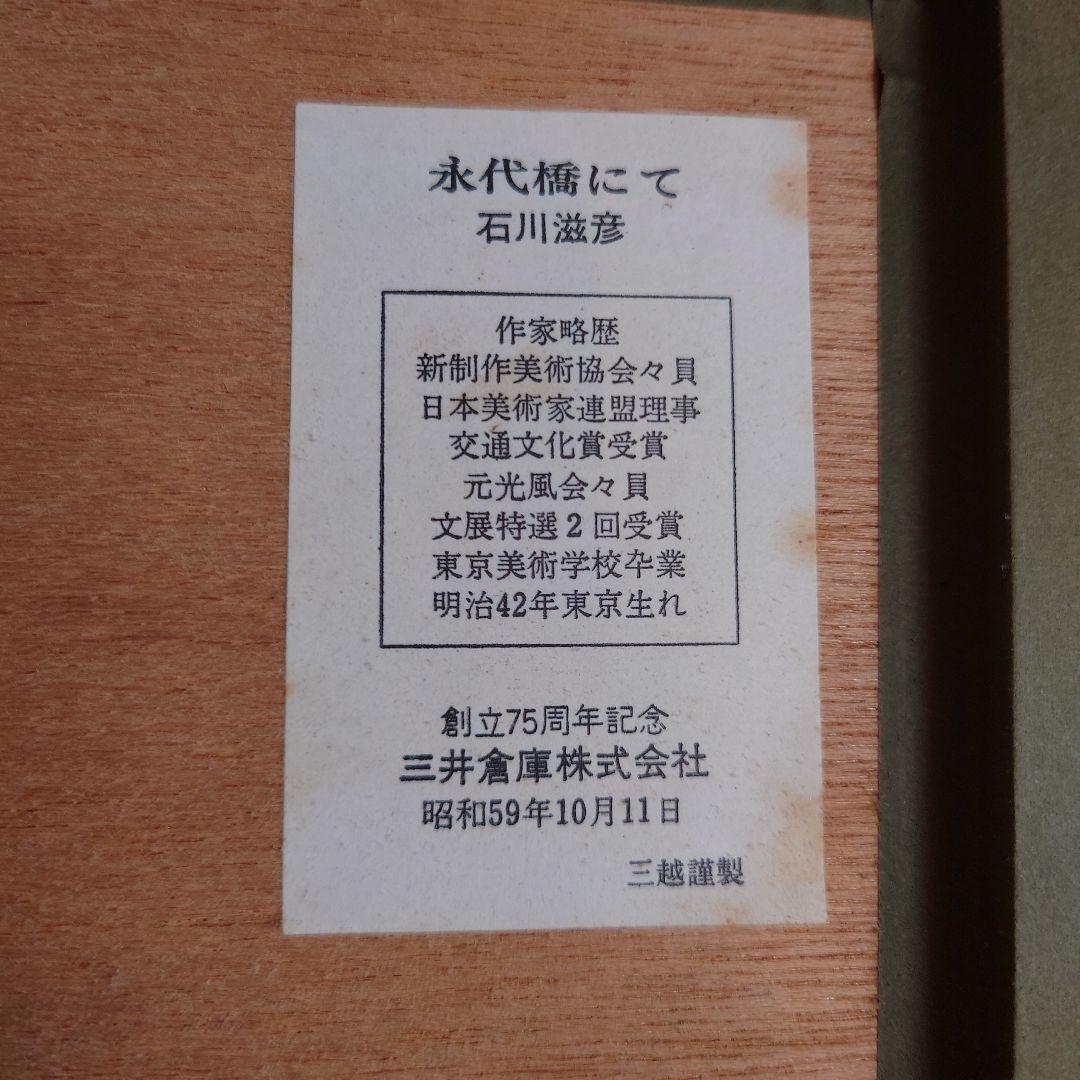 永代橋にて
石川滋彦
作家略歴
新制作美術協会々員
日本美術家連盟理事
交通文化賞受賞
元光風会々員
文展特選2回受賞
東京美術学校卒業
明治42年東京生れ
創立75周年記念
三井倉庫株式会社
昭和59年10月11日
三越謹製